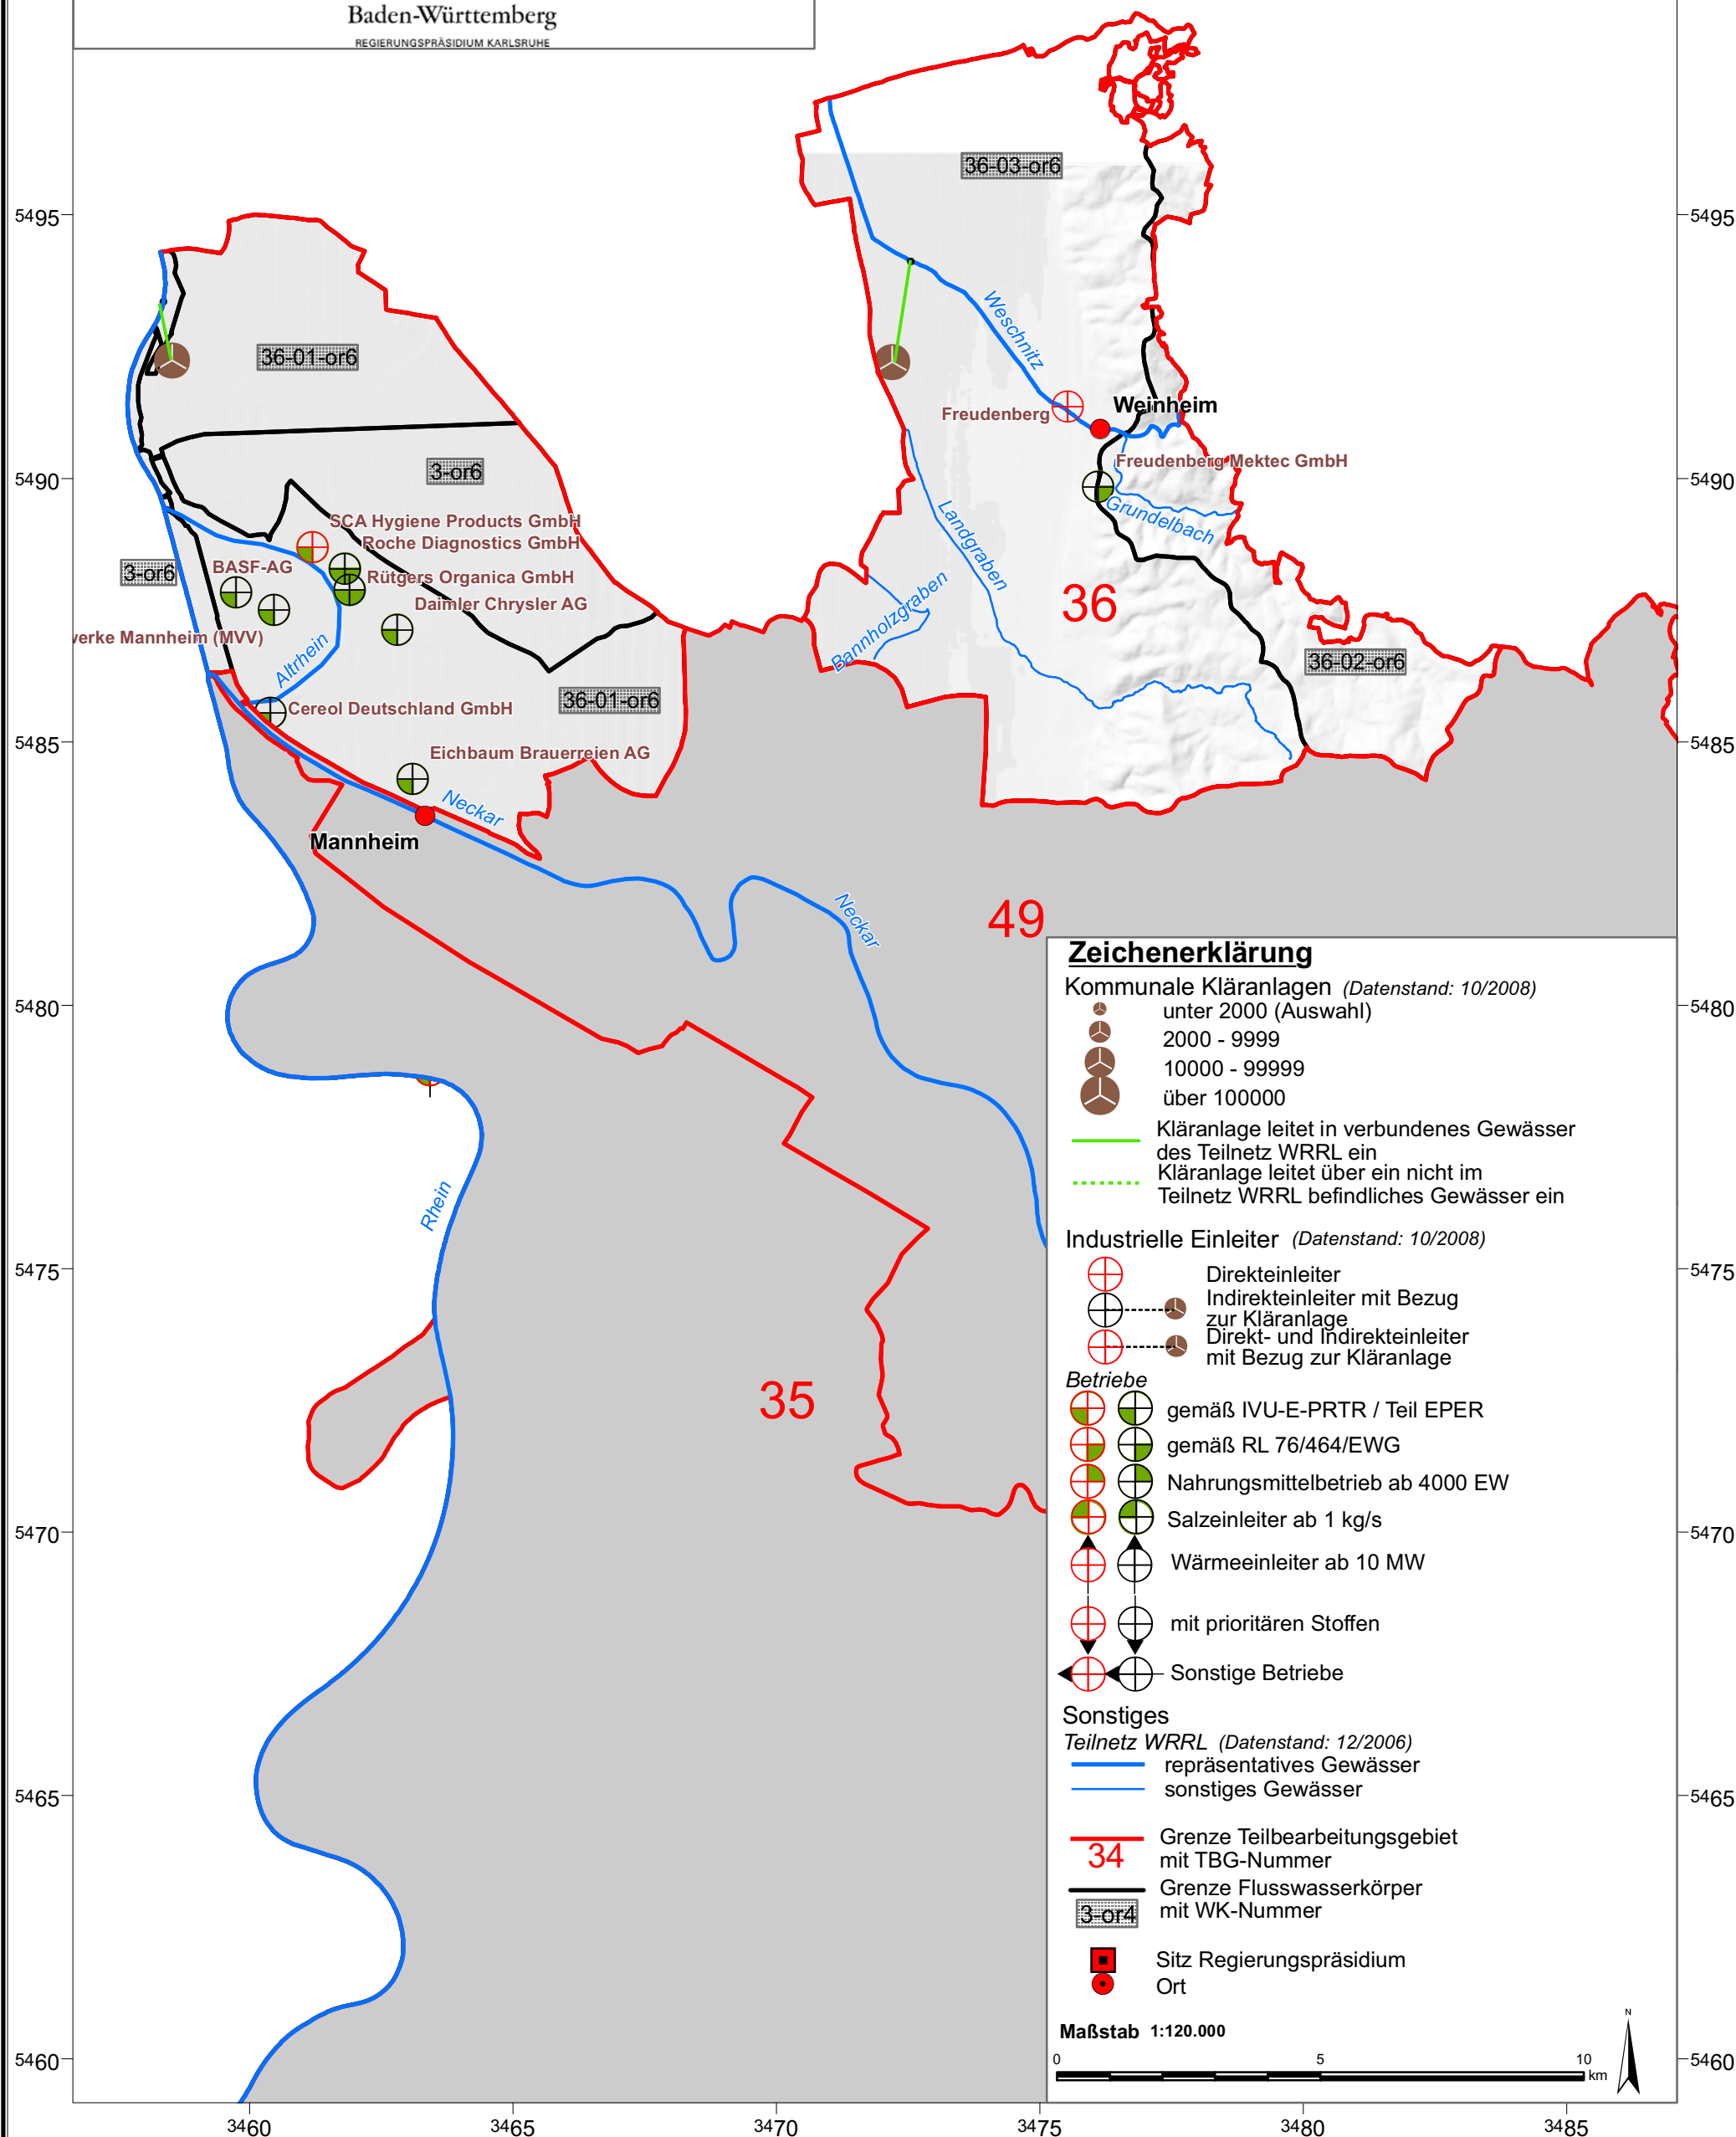 Baden-Württemberg
REGIERUNGSPRÄSIDIUM KARLSRUHE
36-03-or6
5495
5495
Weschnitz
36-01-or6
Weinheim
Freudenberg
3-or6
Freudenberg Mektec GmbH
5490
5490
Grundelbach
Landgraben
SCA Hygiene Products GmbH
Roche Diagnostics GmbH
BASF-AG
3-or6
Rütgers Organica GmbH
Daimler Chrysler AG
36
Bannholzgraben
werke Mannheim (MVV)
Altrhein
36-02-or6
36-01-or6
Cereol Deutschland GmbH
5485
5485
Eichbaum Brauerreien AG
Neckar
Mannheim
Neckar
49
Zeichenerklärung
Kommunale Kläranlagen (Datenstand: 10/2008)
unter 2000 (Auswahl)
5480
5480
2000 - 9999
10000 - 99999
über 100000
Kläranlage leitet in verbundenes Gewässer
des Teilnetz WRRL ein
Kläranlage leitet über ein nicht im
Teilnetz WRRL befindliches Gewässer ein
Rhein
Industrielle Einleiter (Datenstand: 10/2008)
5475
5475
Direkteinleiter
Indirekteinleiter mit Bezug
zur Kläranlage
Direkt- und Indirekteinleiter
mit Bezug zur Kläranlage
Betriebe
35
gemäß IVU-E-PRTR / Teil EPER
gemäß RL 76/464/EWG
Nahrungsmittelbetrieb ab 4000 EW
Salzeinleiter ab 1 kg/s
5470
5470
Wärmeeinleiter ab 10 MW
mit prioritären Stoffen
Sonstige Betriebe
Sonstiges
Teilnetz WRRL (Datenstand: 12/2006)
repräsentatives Gewässer
sonstiges Gewässer
5465
5465
Grenze Teilbearbeitungsgebiet
34 mit TBG-Nummer
Grenze Flusswasserkörper
3-or4 mit WK-Nummer
Sitz Regierungspräsidium
Ort
N
Maßstab 1:120.000
0 5 10
km
5460
5460
3460 3465 3470 3475 3480 3485